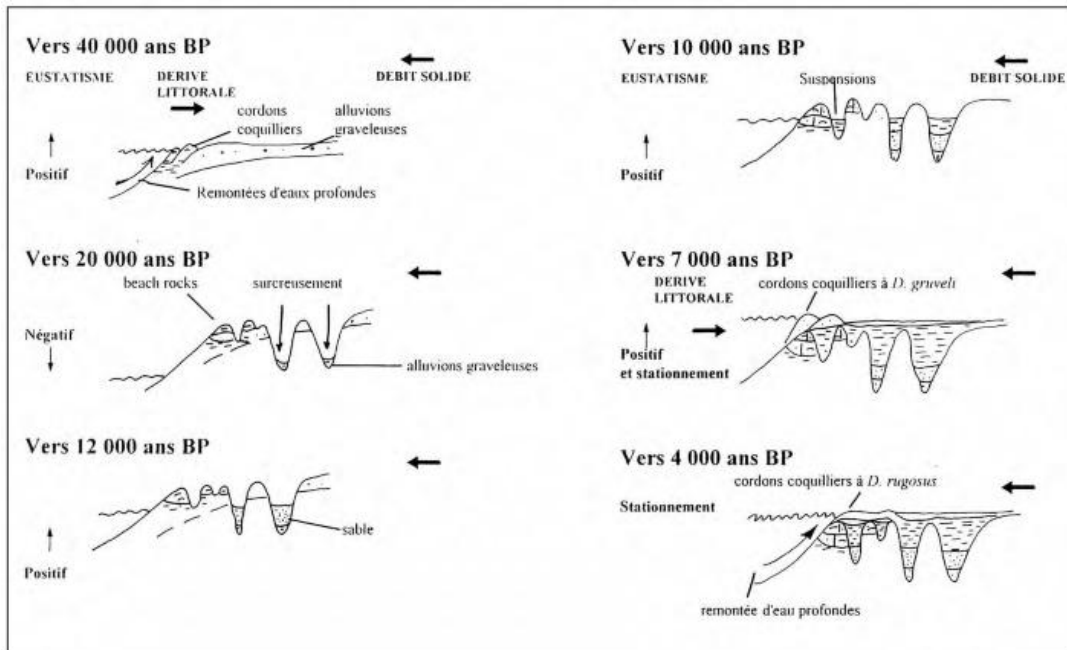 Vers 40 000 ans BP
EUSTATISME
DERIVE
LITTORALE
DEBIT SOLIDE
cordons
coquilliers
alluvions
graveleuses
Positif
Remontées d'eaux profondes
Vers 20 000 ans BP
beach rocks
surcreusement
Négatif
alluvions graveleuses
Vers 12 000 ans BP
sable
Positif
Vers 10 000 ans BP
EUSTATISME
Suspensions
DEBIT SOLIDE
Positif
Vers 7 000 ans BP
DERIVE
LITTORALE
cordons coquilliers à D. gruveli
Positif
et stationnement
Vers 4 000 ans BP
cordons coquilliers à D. rugosus
Stationnement
remontée d'eau profondes